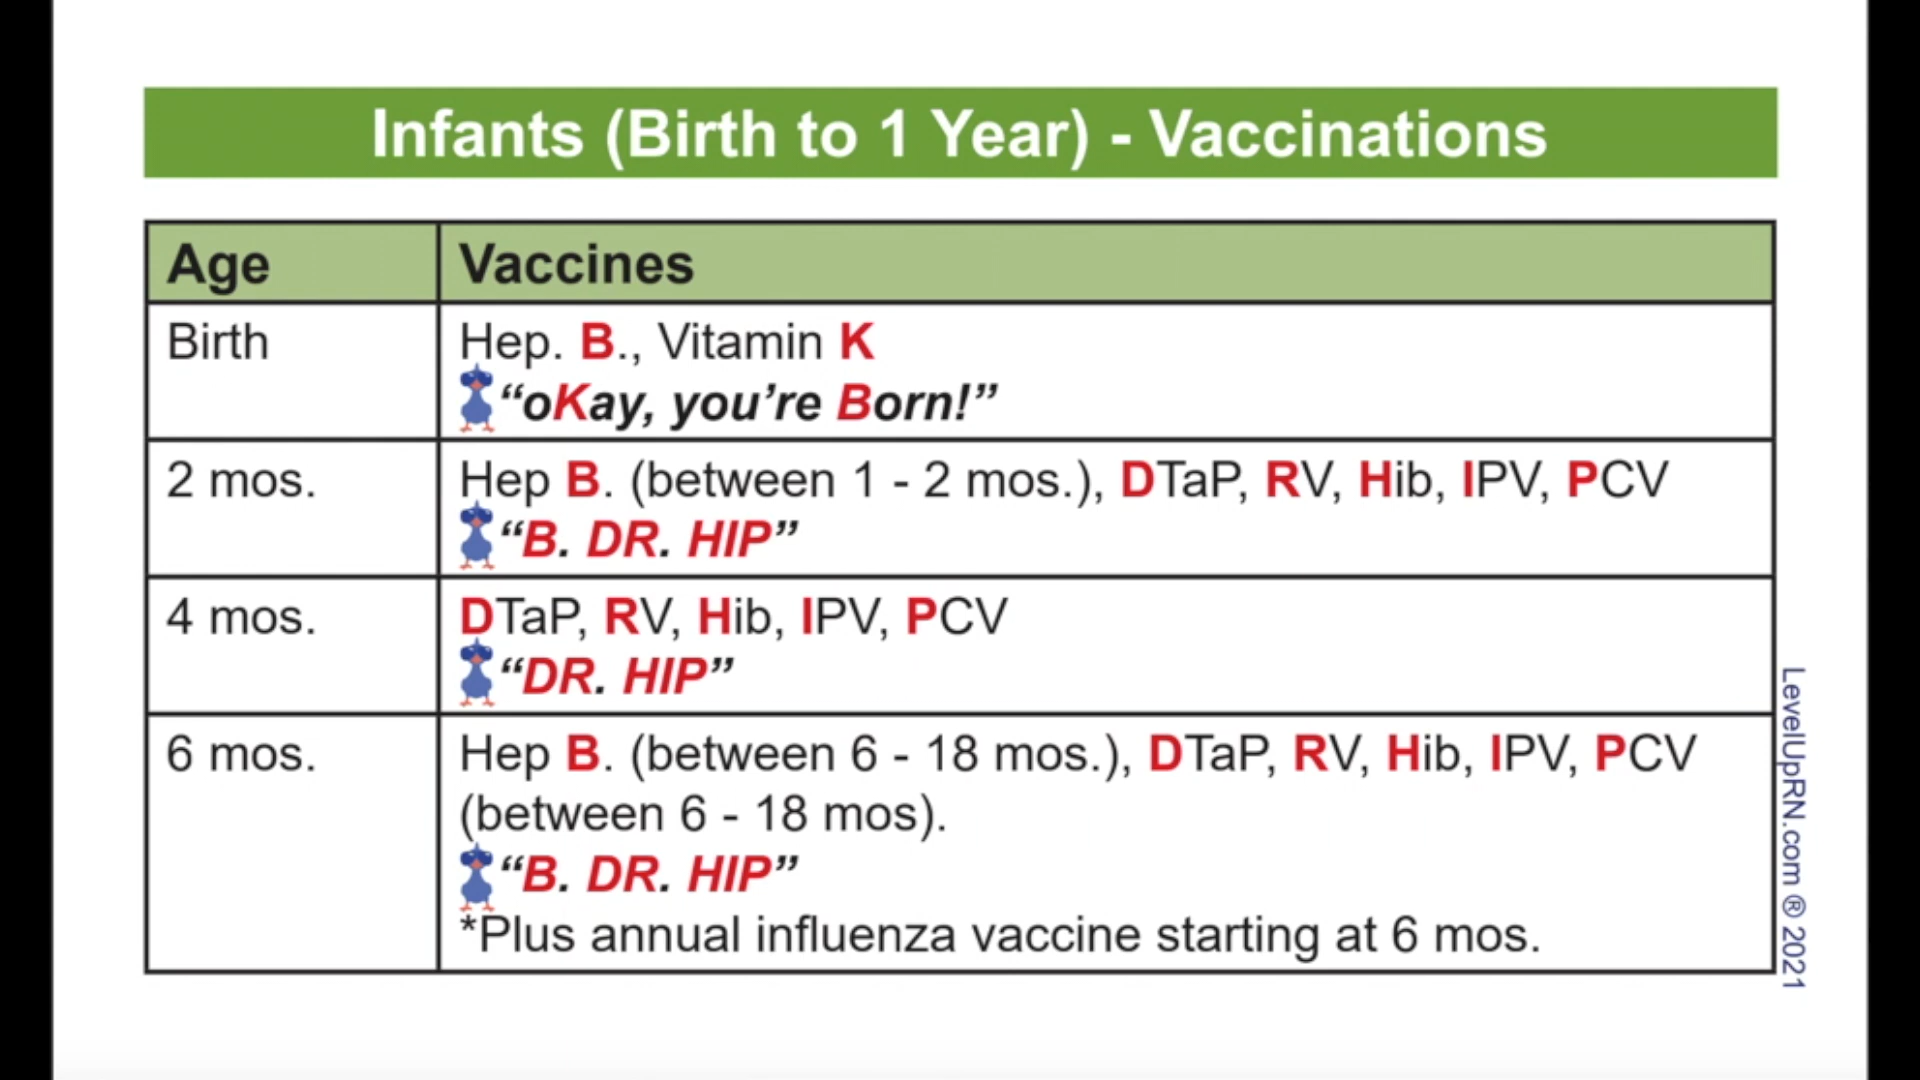 Infants (Birth to 1 Year) - Vaccinations
Age
Vaccines
Birth
Hep. B., Vitamin K
“oKay, you’re Born!”
2 mos.
Hep B. (between 1 - 2 mos.), DTaP, RV, Hib, IPV, PCV
“B. DR. HIP”
4 mos.
DTaP, RV, Hib, IPV, PCV
“DR. HIP”
6 mos.
Hep B. (between 6 - 18 mos.), DTaP, RV, Hib, IPV, PCV
(between 6 - 18 mos).
“B. DR. HIP”
*Plus annual influenza vaccine starting at 6 mos.
LevelUpRN.com ® 2021